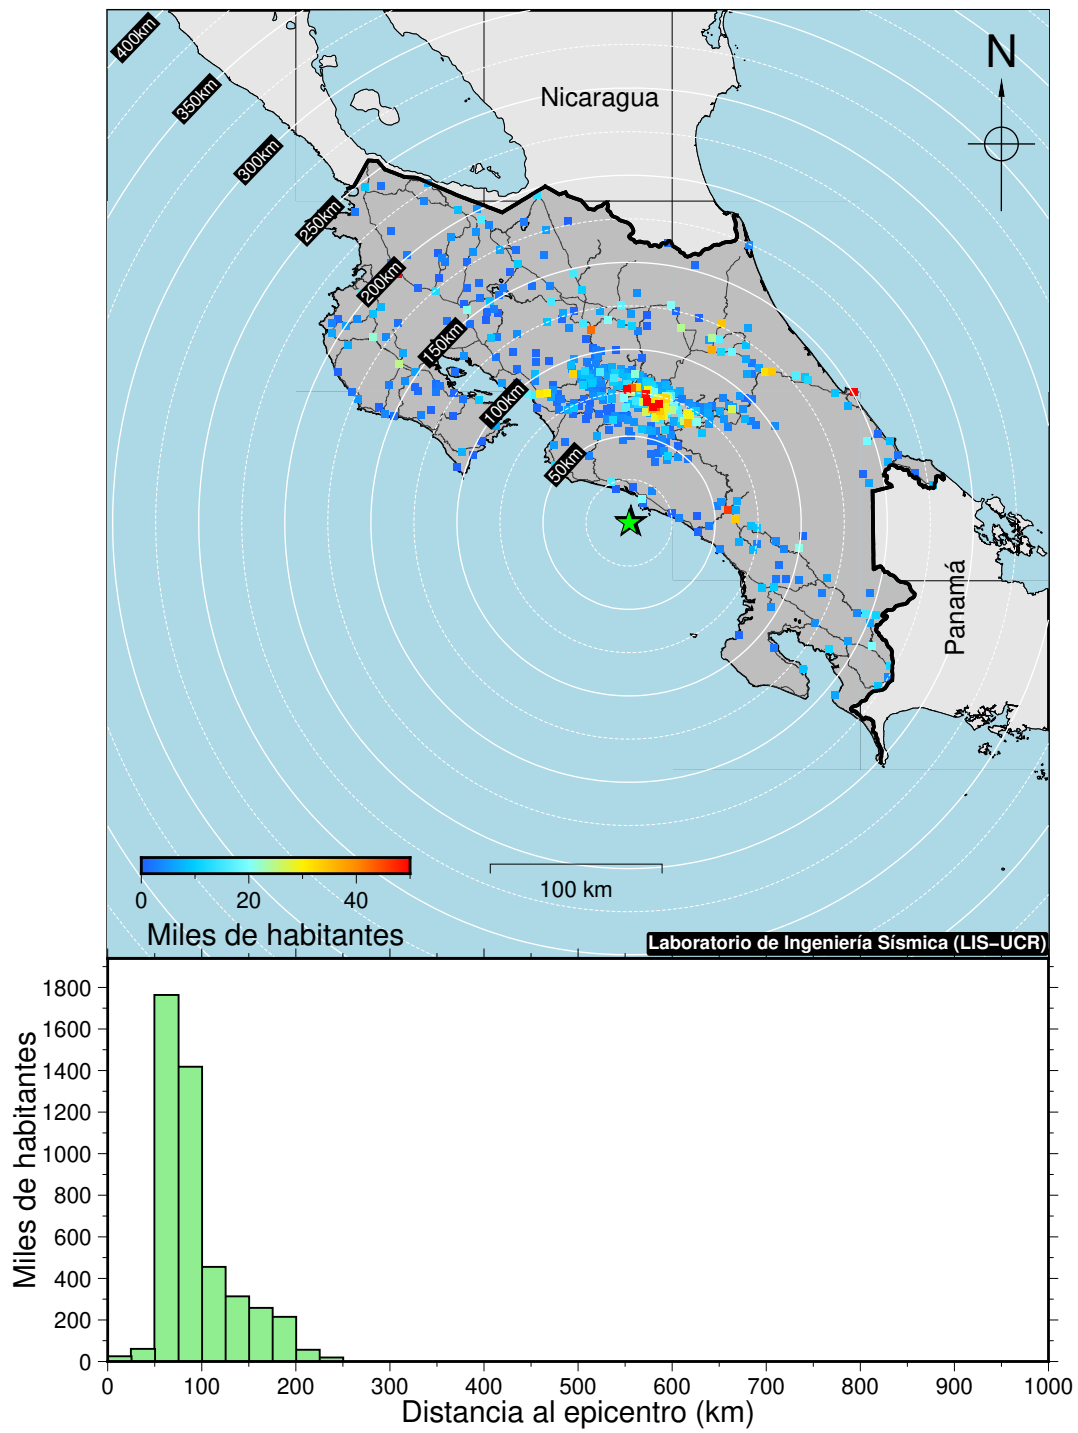 400km
350km
300km
250km
200km
150km
100km
50km
Nicaragua
N
Panamá
0 20 40
Miles de habitantes
100 km
Laboratorio de Ingeniería Sísmica (LIS−UCR)
Miles de habitantes
1800
1600
1400
1200
1000
800
600
400
200
0
0 100 200 300 400 500 600 700 800 900 1000
Distancia al epicentro (km)